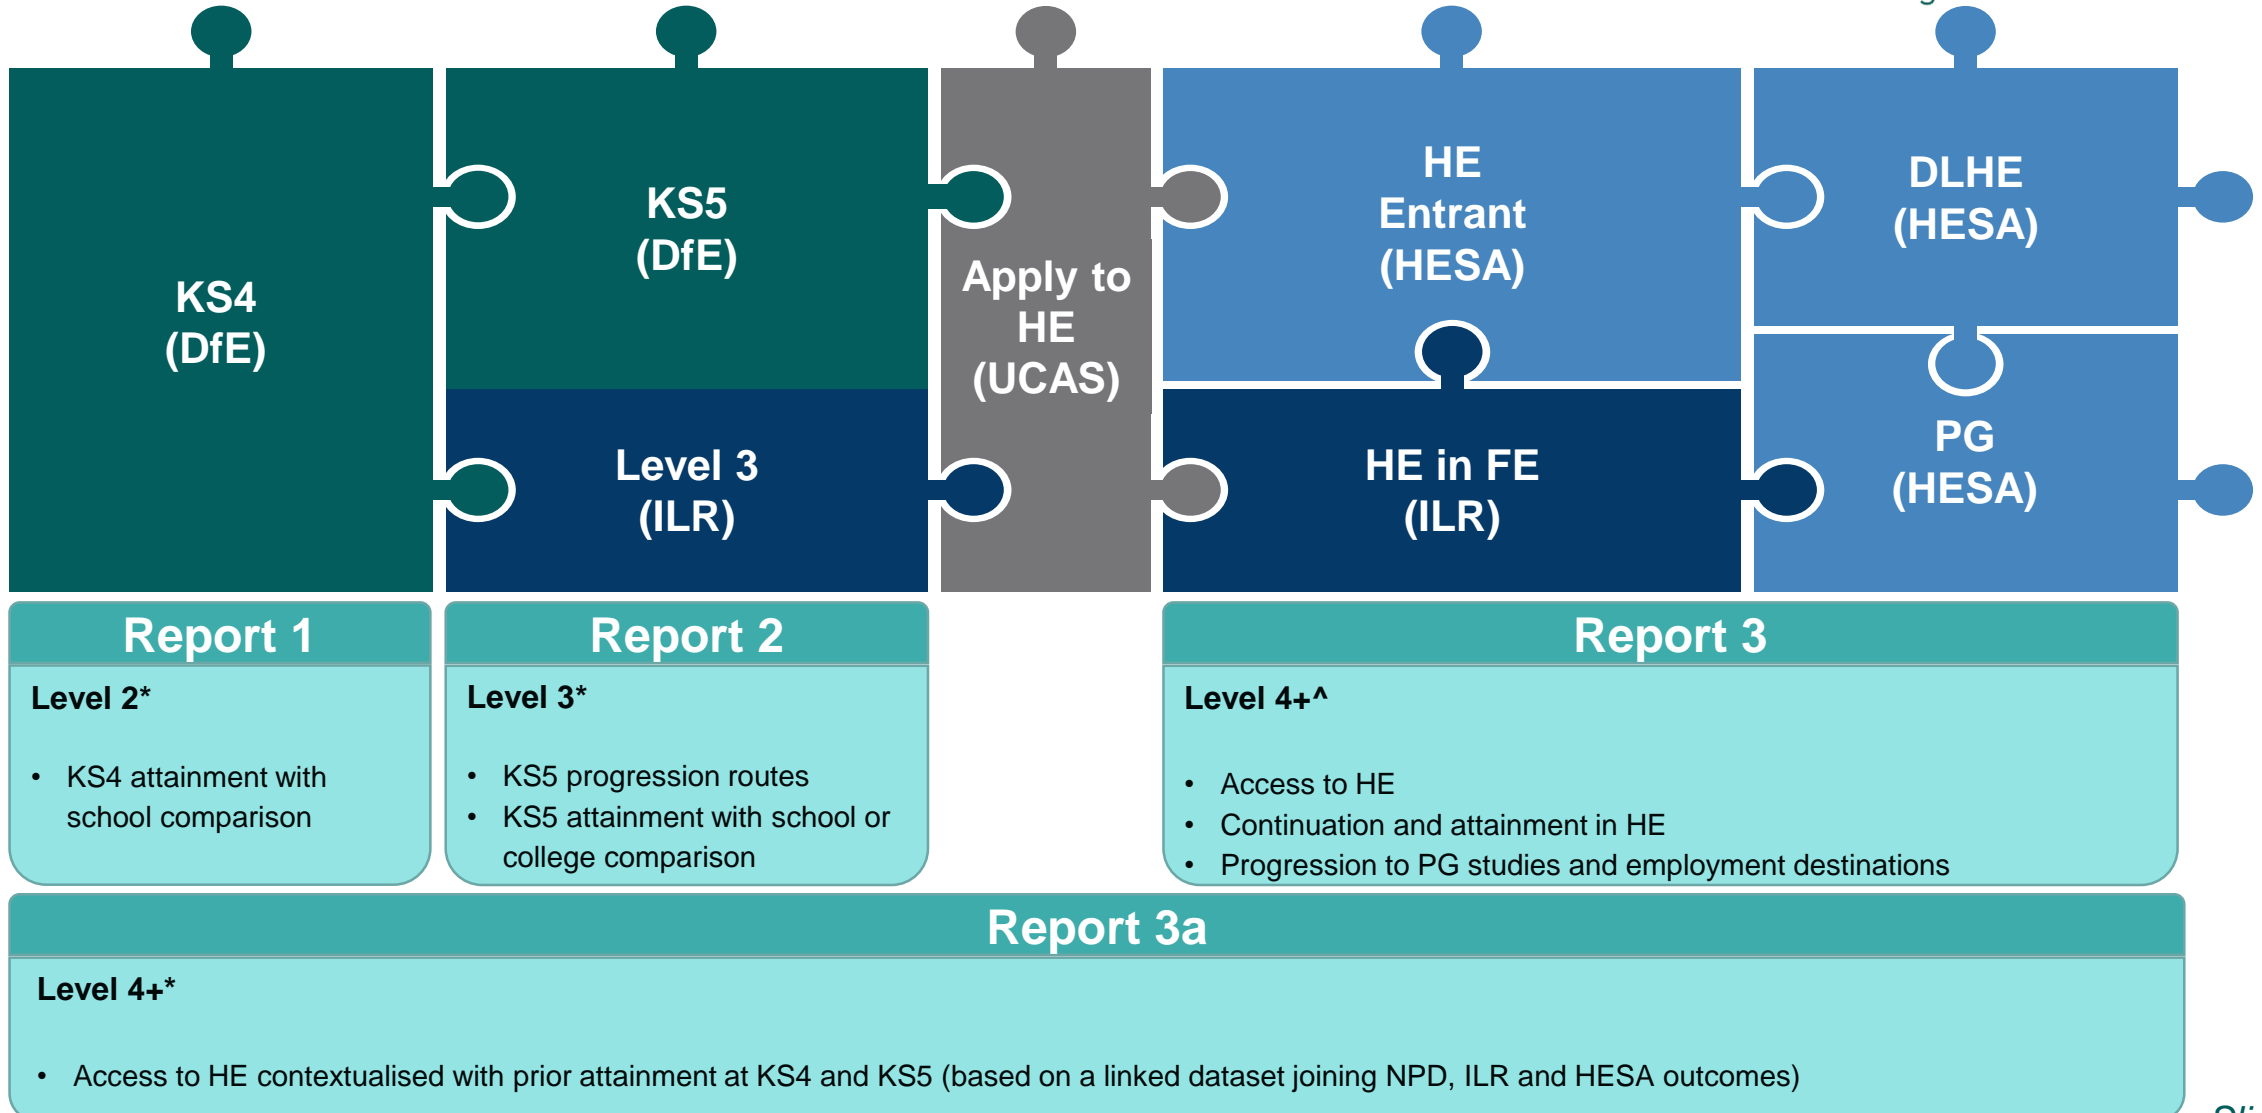 KS4
(DfE)
KS5
(DfE)
Level 3
(ILR)
Apply to
HE
(UCAS)
HE
Entrant
(HESA)
HE in FE
(ILR)
DLHE
(HESA)
PG
(HESA)
Report 1
Level 2*
• KS4 attainment with
school comparison
Report 2
Level 3*
• KS5 progression routes
• KS5 attainment with school or
college comparison
Report 3
Level 4+^
• Access to HE
• Continuation and attainment in HE
• Progression to PG studies and employment destinations
Report 3a
Level 4+*
• Access to HE contextualised with prior attainment at KS4 and KS5 (based on a linked dataset joining NPD, ILR and HESA outcomes)